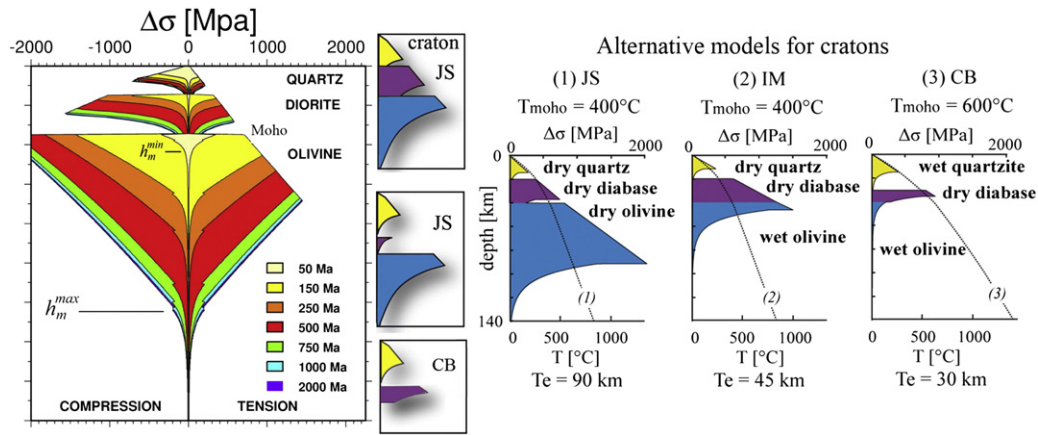 Δσ [Mpa]
-2000 -1000 0 1000 2000
QUARTZ
DIORITE
Moho
OLIVINE
h_m^min
h_m^max
50 Ma
150 Ma
250 Ma
500 Ma
750 Ma
1000 Ma
2000 Ma
COMPRESSION TENSION
craton
JS
JS
CB
Alternative models for cratons
(1) JS
Tmoho = 400°C
Δσ [MPa]
0 2000
dry quartz
dry diabase
dry olivine
depth [km]
(1)
140
0 500 1000
T [°C]
Te = 90 km
(2) IM
Tmoho = 400°C
Δσ [MPa]
0 2000
dry quartz
dry diabase
wet olivine
(2)
0 500 1000
T [°C]
Te = 45 km
(3) CB
Tmoho = 600°C
Δσ [MPa]
0 2000
wet quartzite
dry diabase
wet olivine
(3)
0 500 1000
T [°C]
Te = 30 km